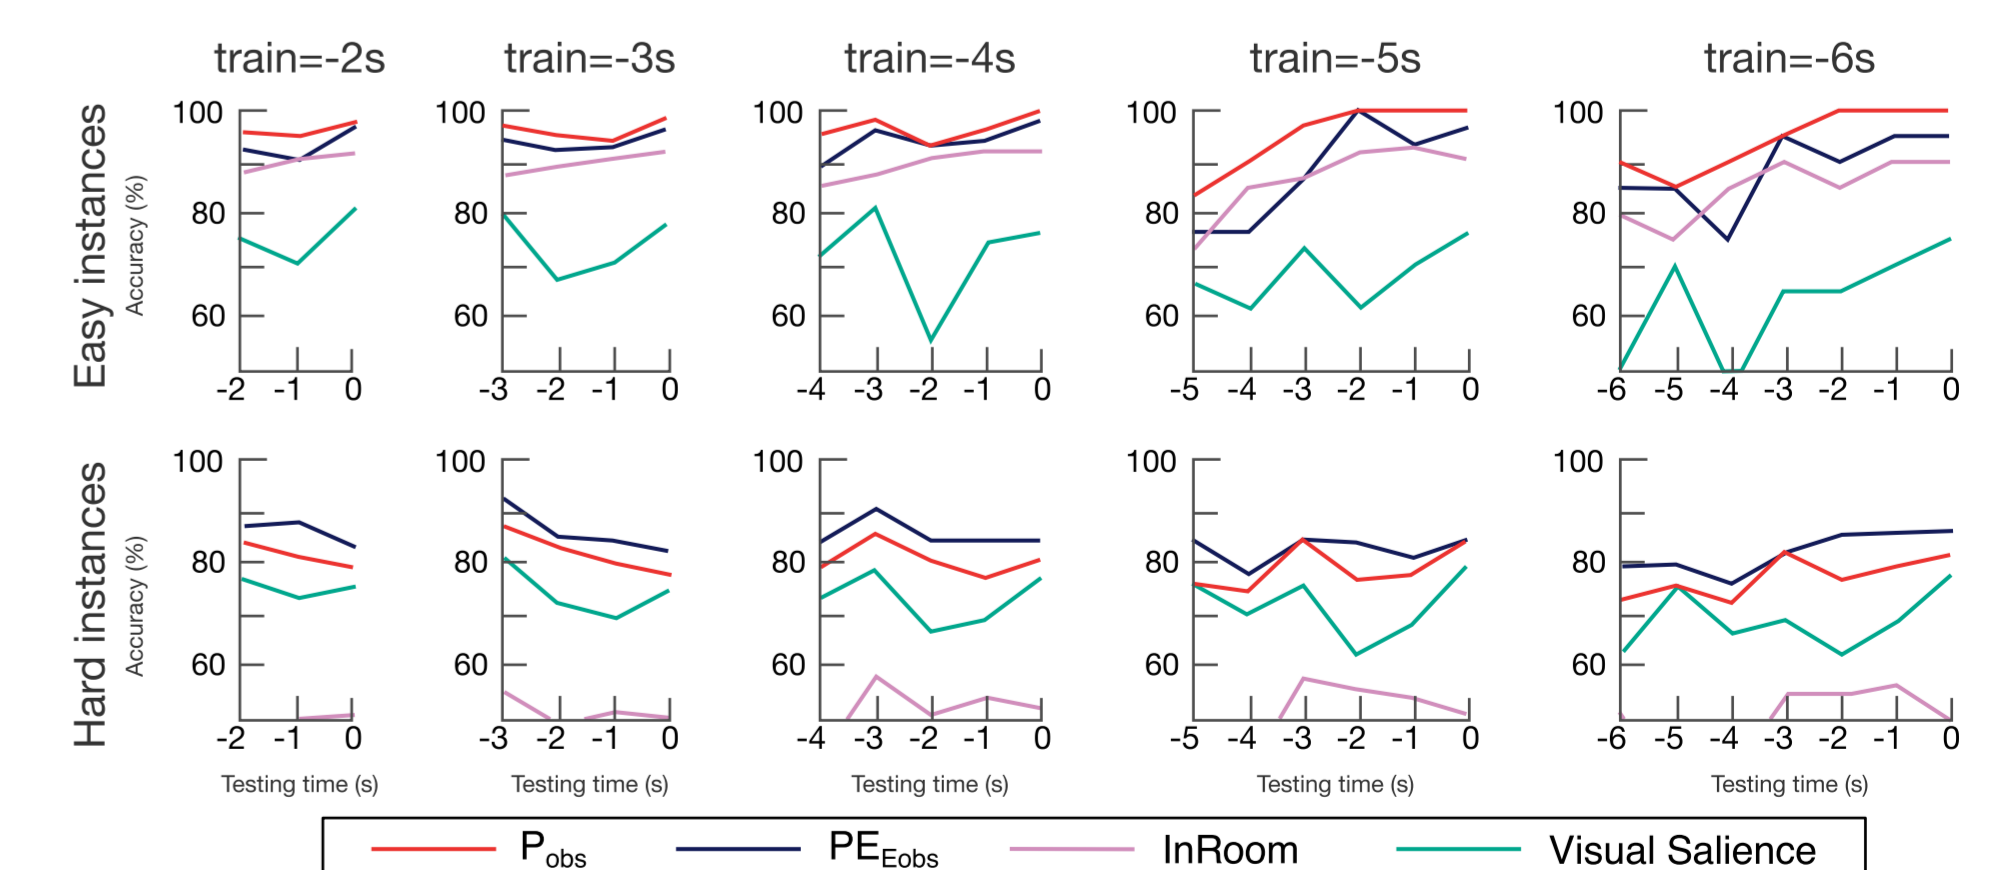 train=-2s train=-3s train=-4s train=-5s train=-6s
Easy instances
Accuracy (%)
100 100 100 100 100
80 80 80 80 80
60 60 60 60 60
-2 -1 0 -3 -2 -1 0 -4 -3 -2 -1 0 -5 -4 -3 -2 -1 0 -6 -5 -4 -3 -2 -1 0
Hard instances
Accuracy (%)
100 100 100 100 100
80 80 80 80 80
60 60 60 60 60
-2 -1 0 -3 -2 -1 0 -4 -3 -2 -1 0 -5 -4 -3 -2 -1 0 -6 -5 -4 -3 -2 -1 0
Testing time (s) Testing time (s) Testing time (s) Testing time (s) Testing time (s)
Pobs PEEobs InRoom Visual Salience